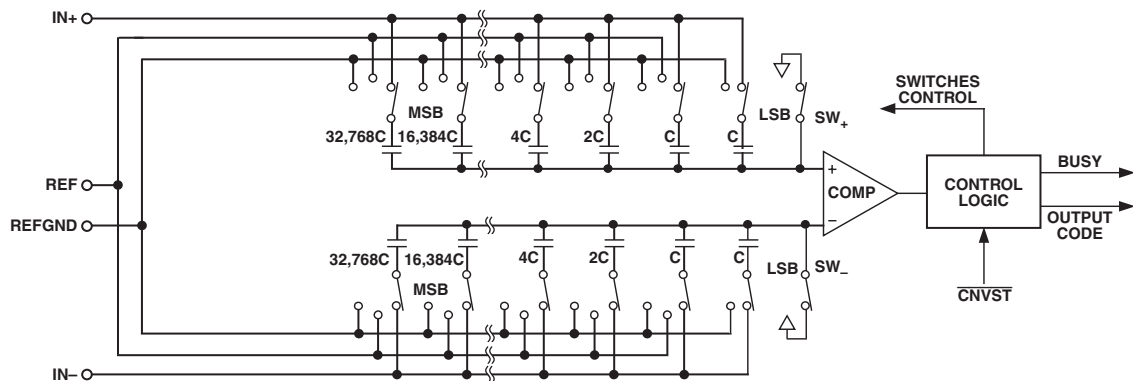 IN+
SWITCHES
CONTROL
MSB
LSB
SW+
32,768C 16,384C 4C 2C C C
BUSY
REF
COMP
CONTROL
LOGIC
REFGND
OUTPUT
CODE
32,768C 16,384C 4C 2C C C
LSB
SW–
MSB
CNVST
IN–
+
–